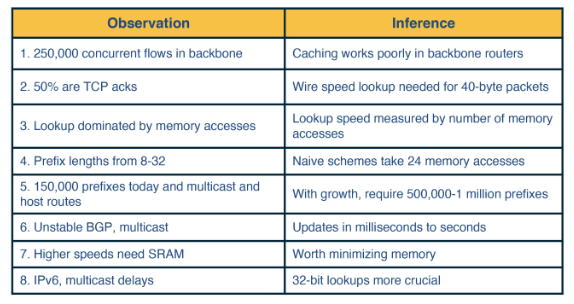 Observation Inference
1. 250,000 concurrent flows in backbone Caching works poorly in backbone routers
2. 50% are TCP acks Wire speed lookup needed for 40-byte packets
3. Lookup dominated by memory accesses Lookup speed measured by number of memory
accesses
4. Prefix lengths from 8-32 Naive schemes take 24 memory accesses
5. 150,000 prefixes today and multicast and
host routes With growth, require 500,000-1 million prefixes
6. Unstable BGP, multicast Updates in milliseconds to seconds
7. Higher speeds need SRAM Worth minimizing memory
8. IPv6, multicast delays 32-bit lookups more crucial